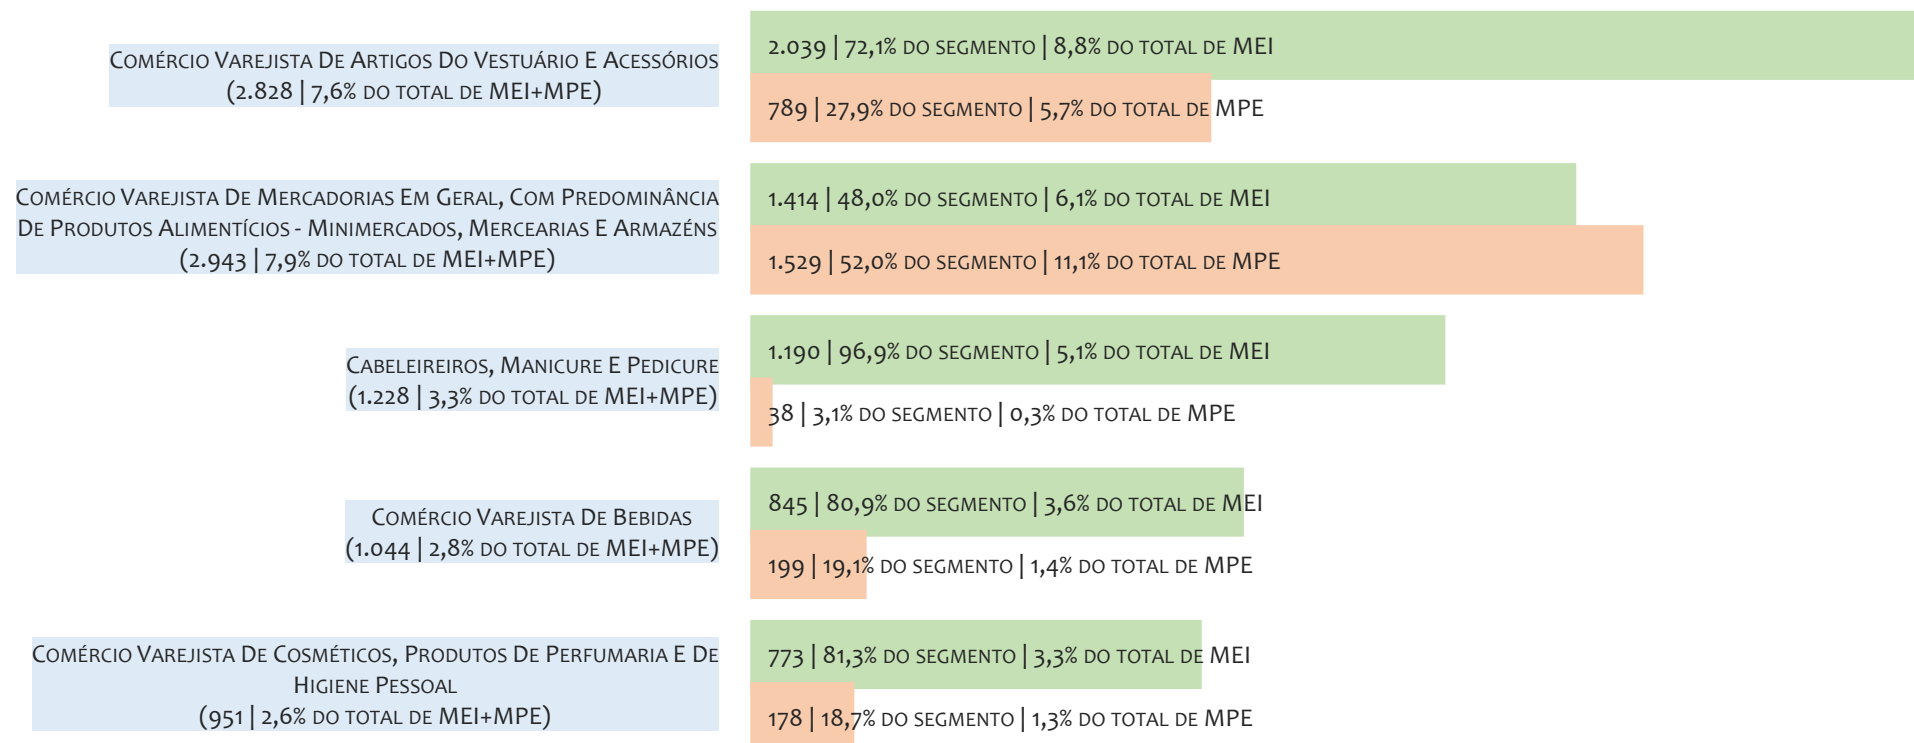 Comércio Varejista De Artigos Do Vestuário E Acessórios
(2.828 | 7,6% do total de MEI+MPE)
2.039 | 72,1% do segmento | 8,8% do total de MEI
789 | 27,9% do segmento | 5,7% do total de MPE
Comércio Varejista De Mercadorias Em Geral, Com Predominância
De Produtos Alimentícios - Minimercados, Mercearias E Armazéns
(2.943 | 7,9% do total de MEI+MPE)
1.414 | 48,0% do segmento | 6,1% do total de MEI
1.529 | 52,0% do segmento | 11,1% do total de MPE
Cabeleireiros, Manicure E Pedicure
(1.228 | 3,3% do total de MEI+MPE)
1.190 | 96,9% do segmento | 5,1% do total de MEI
38 | 3,1% do segmento | 0,3% do total de MPE
Comércio Varejista De Bebidas
(1.044 | 2,8% do total de MEI+MPE)
845 | 80,9% do segmento | 3,6% do total de MEI
199 | 19,1% do segmento | 1,4% do total de MPE
Comércio Varejista De Cosméticos, Produtos De Perfumaria E De
Higiene Pessoal
(951 | 2,6% do total de MEI+MPE)
773 | 81,3% do segmento | 3,3% do total de MEI
178 | 18,7% do segmento | 1,3% do total de MPE